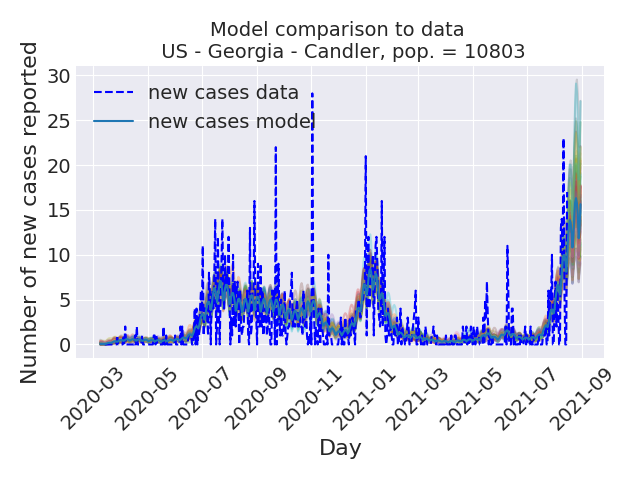 Model comparison to data
US - Georgia - Candler, pop. = 10803
Number of new cases reported
30
25
20
15
10
5
0
new cases data
new cases model
2020-03
2020-05
2020-07
2020-09
2020-11
2021-01
2021-03
2021-05
2021-07
2021-09
Day